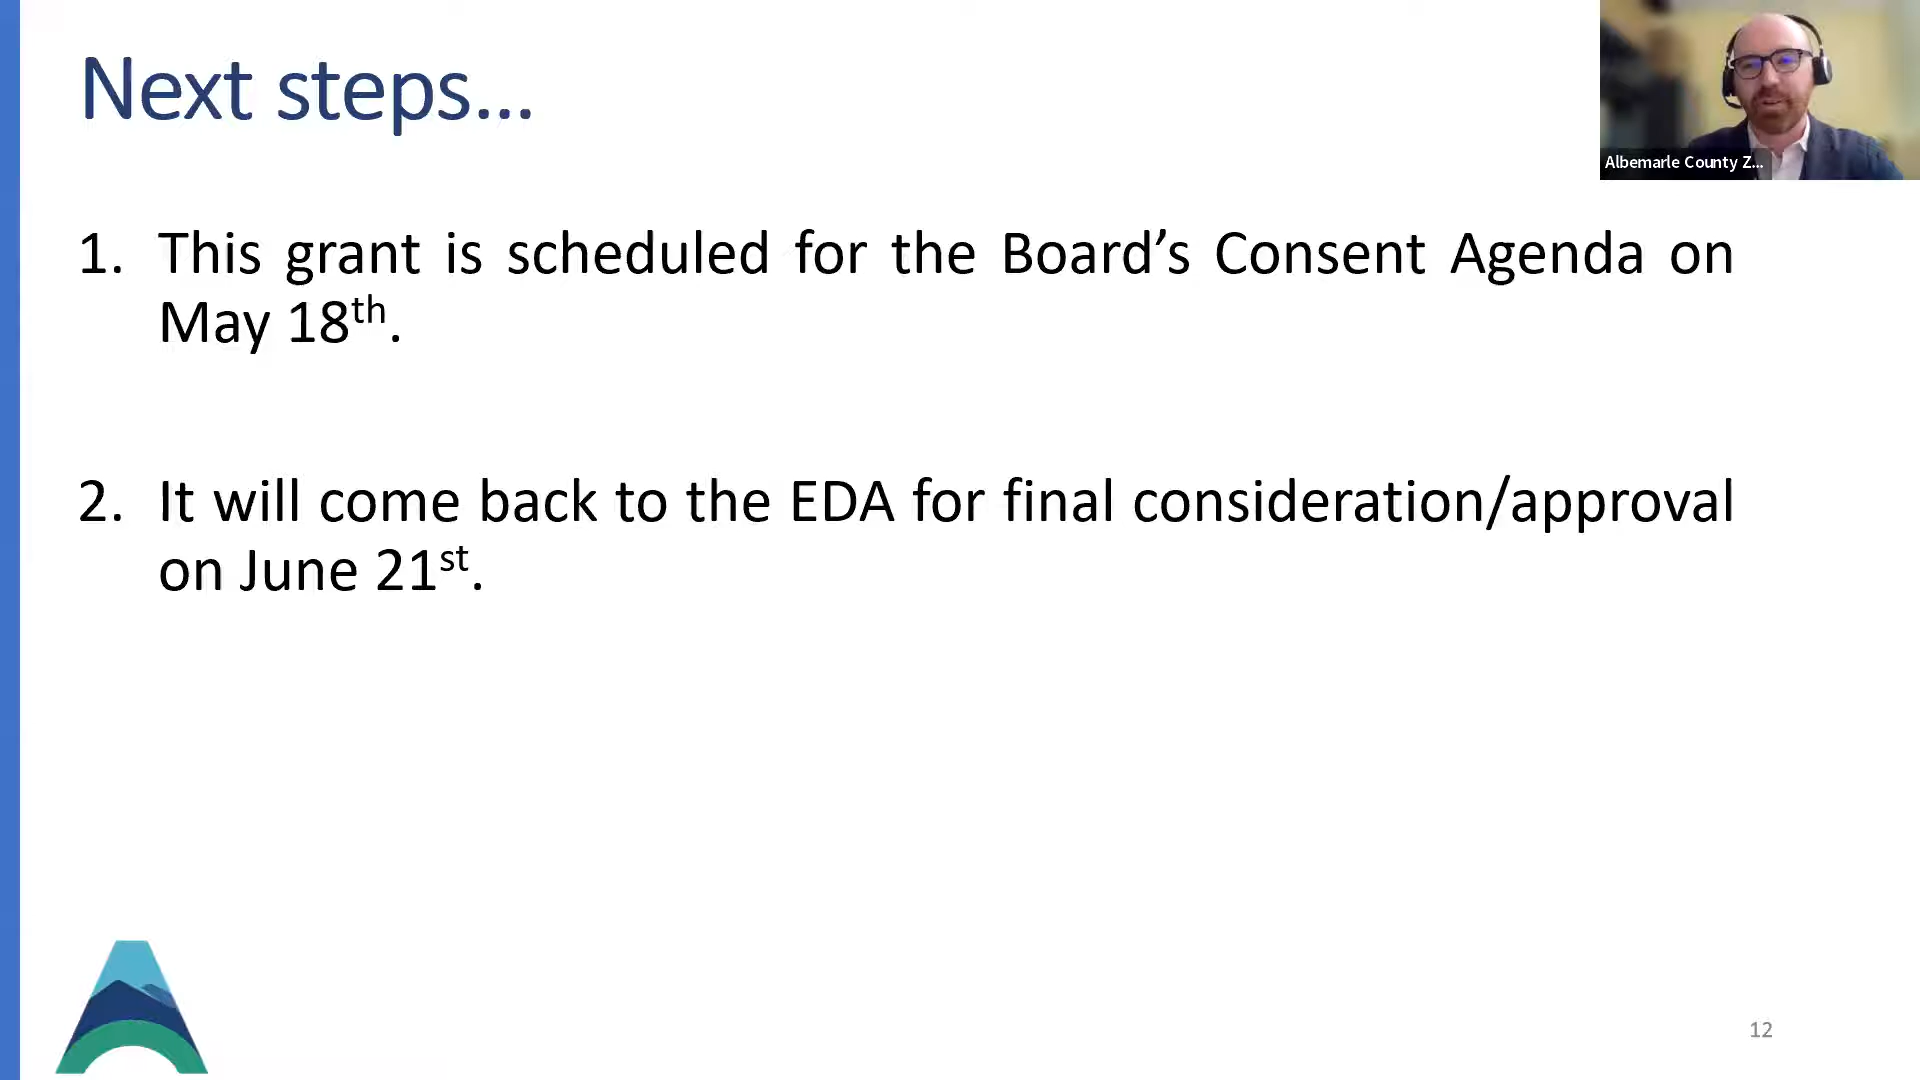 Next steps...
Albemarle County Z...
1. This grant is scheduled for the Board’s Consent Agenda on
May 18th.
2. It will come back to the EDA for final consideration/approval
on June 21st.
12